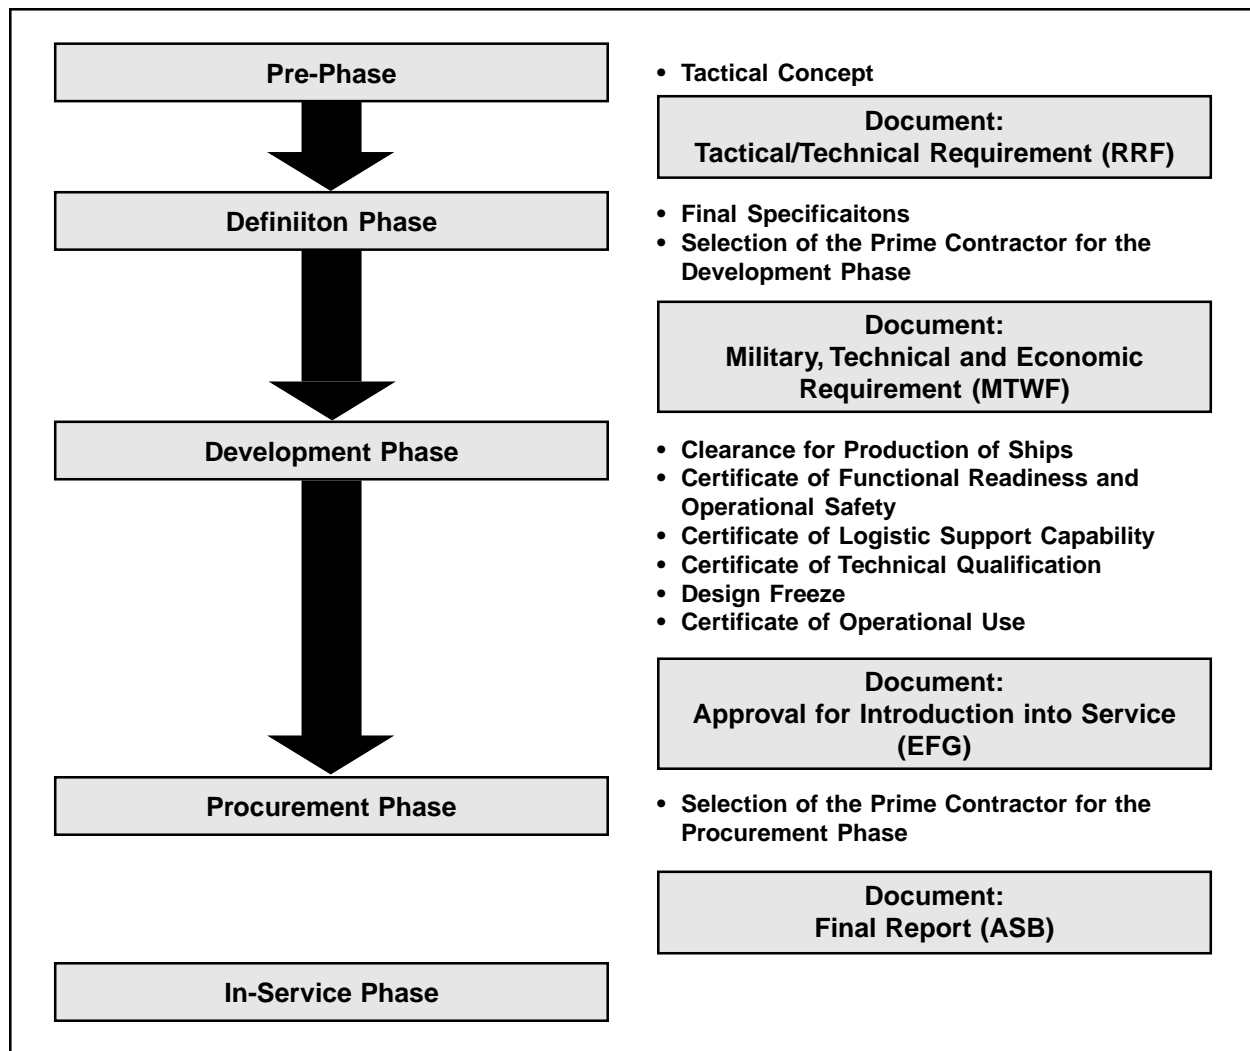 Pre-Phase
• Tactical Concept
Document:
Tactical/Technical Requirement (RRF)
Definiiton Phase
• Final Specificaitons
• Selection of the Prime Contractor for the
Development Phase
Document:
Military, Technical and Economic
Requirement (MTWF)
Development Phase
• Clearance for Production of Ships
• Certificate of Functional Readiness and
Operational Safety
• Certificate of Logistic Support Capability
• Certificate of Technical Qualification
• Design Freeze
• Certificate of Operational Use
Document:
Approval for Introduction into Service
(EFG)
Procurement Phase
• Selection of the Prime Contractor for the
Procurement Phase
Document:
Final Report (ASB)
In-Service Phase